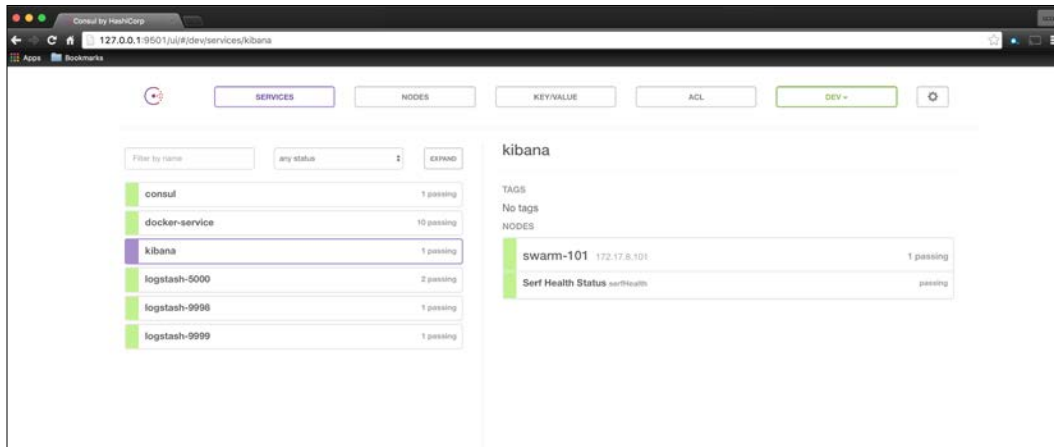 Consul by HashiCorp
127.0.0.1:9501/ui/#/dev/services/kibana
Apps Bookmarks
SERVICES NODES KEY/VALUE ACL DEV
Filter by name any status EXPAND
consul 1 passing
docker-service 10 passing
kibana 1 passing
logstash-5000 2 passing
logstash-9998 1 passing
logstash-9999 1 passing
kibana
TAGS
No tags
NODES
swarm-101 172.17.8.101 1 passing
Serf Health Status serfHealth passing